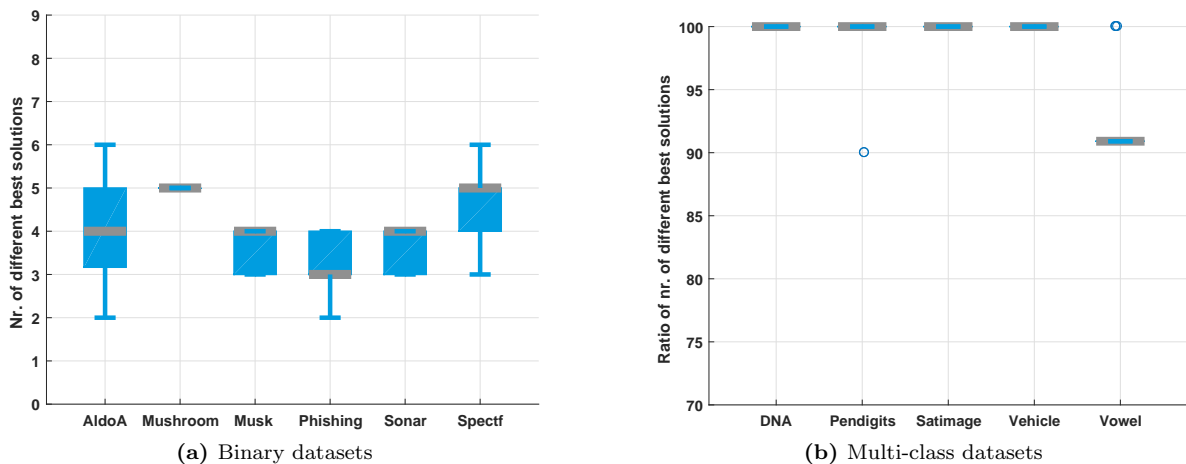 Nr. of different best solutions
9
8
7
6
5
4
3
2
1
0
AldoA Mushroom Musk Phishing Sonar Spectf
(a) Binary datasets
Ratio of nr. of different best solutions
100
95
90
85
80
75
70
DNA Pendigits Satimage Vehicle Vowel
(b) Multi-class datasets